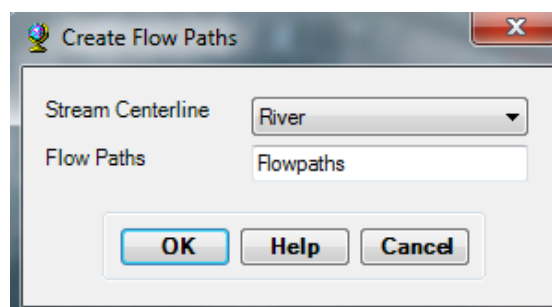 Create Flow Paths
Stream Centerline River
Flow Paths Flowpaths
OK Help Cancel